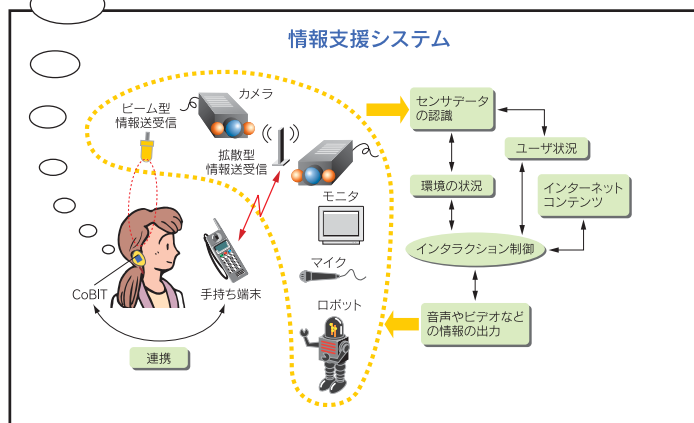 情報支援システム
カメラ
ビーム型
情報送受信
拡散型
情報送受信
モニタ
マイク
ロボット
CoBIT
手持ち端末
連携
センサデータ
の認識
ユーザ状況
環境の状況
インターネット
コンテンツ
インタラクション制御
音声やビデオなど
の情報の出力